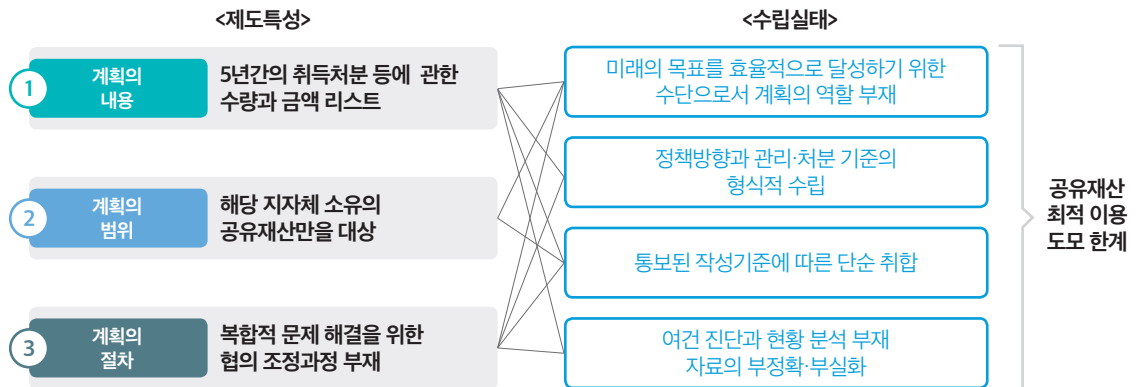 <제도특성>
<수립실태>
1
계획의
내용
5년간의 취득처분 등에 관한
수량과 금액 리스트
2
계획의
범위
해당 지자체 소유의
공유재산만을 대상
3
계획의
절차
복합적 문제 해결을 위한
협의 조정과정 부재
미래의 목표를 효율적으로 달성하기 위한
수단으로서 계획의 역할 부재
정책방향과 관리·처분 기준의
형식적 수립
통보된 작성기준에 따른 단순 취합
여건 진단과 현황 분석 부재
자료의 부정확·부실화
공유재산
최적 이용
도모 한계